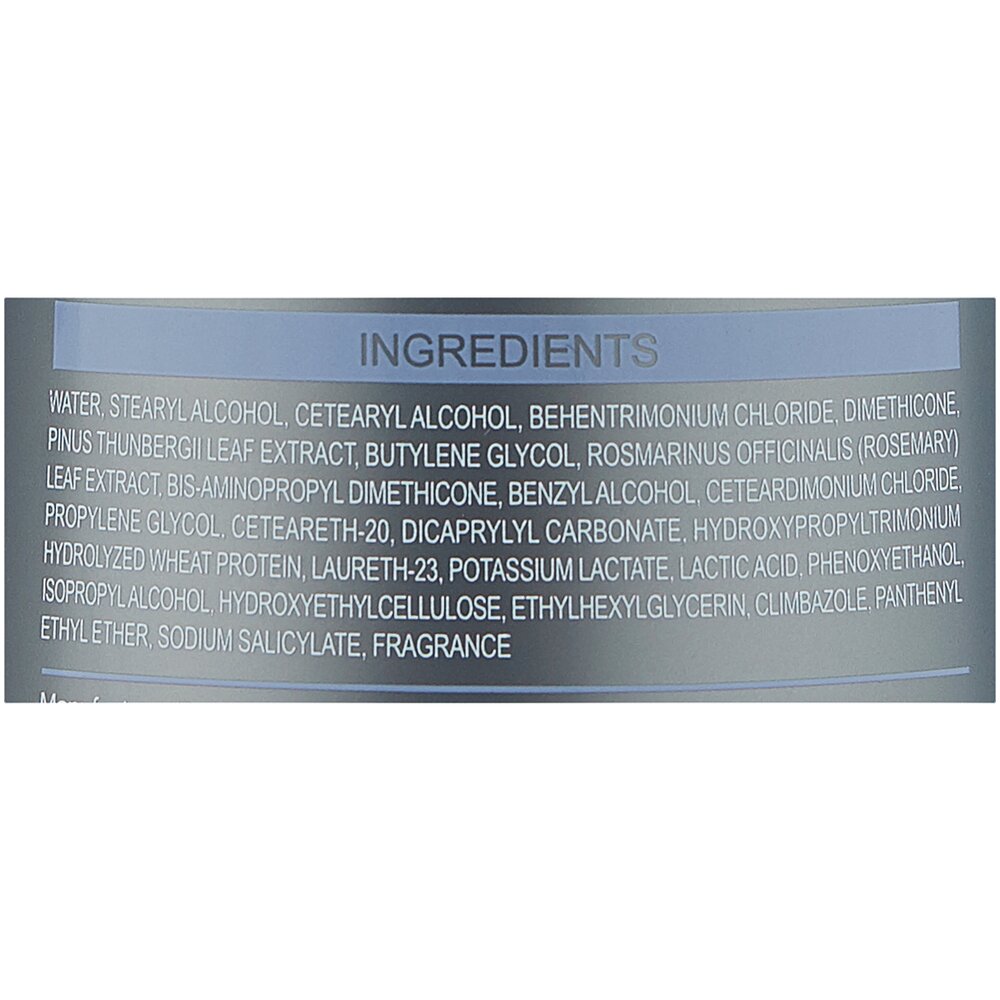 INGREDIENTS
WATER, STEARYL ALCOHOL, CETEARYL ALCOHOL, BEHENTRIMONIUM CHLORIDE, DIMETHICONE,
PINUS THUNBERGII LEAF EXTRACT, BUTYLENE GLYCOL, ROSMARINUS OFFICINALIS (ROSEMARY)
LEAF EXTRACT, BIS-AMINOPROPYL DIMETHICONE, BENZYL ALCOHOL, CETEARDIMONIUM CHLORIDE,
PROPYLENE GLYCOL, CETEARETH-20, DICAPRYLYL CARBONATE, HYDROXYPROPYLTRIMONIUM
HYDROLYZED WHEAT PROTEIN, LAURETH-23, POTASSIUM LACTATE, LACTIC ACID, PHENOXYETHANOL,
ISOPROPYL ALCOHOL, HYDROXYETHYLCELLULOSE, ETHYLHEXYLGLYCERIN, CLIMBAZOLE, PANTHENYL
ETHYL ETHER, SODIUM SALICYLATE, FRAGRANCE